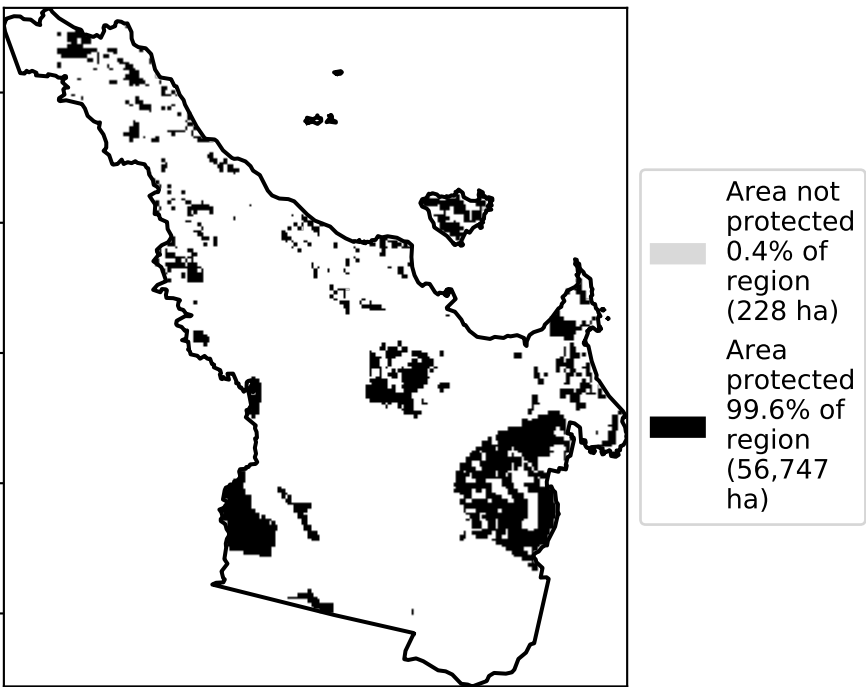 Area not
protected
0.4% of
region
(228 ha)
Area
protected
99.6% of
region
(56,747
ha)